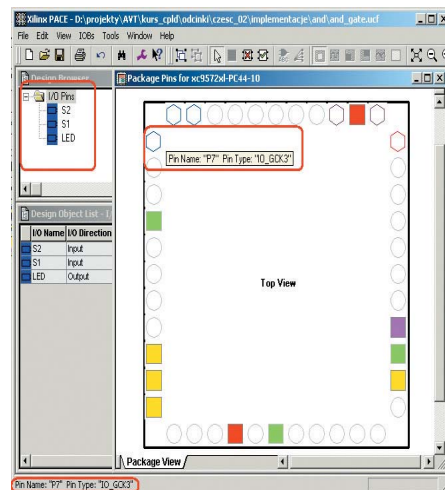 Xilinx PACE - D:\projekty\AVT\kurs_cpld\odcinki\czesc_02\implementacje\and\and_gate.ucf
File Edit View IOBs Tools Window Help
Design Browser
I/O Pins
S2
S1
LED
Design Object List - I
I/O Name I/O Direction
S2 Input
S1 Input
LED Output
Package Pins for xc9572xl-PC44-10
Pin Name: "P7" Pin Type: "IO_GCK3"
Top View
Package View
Pin Name: "P7" Pin Type: "IO_GCK3"